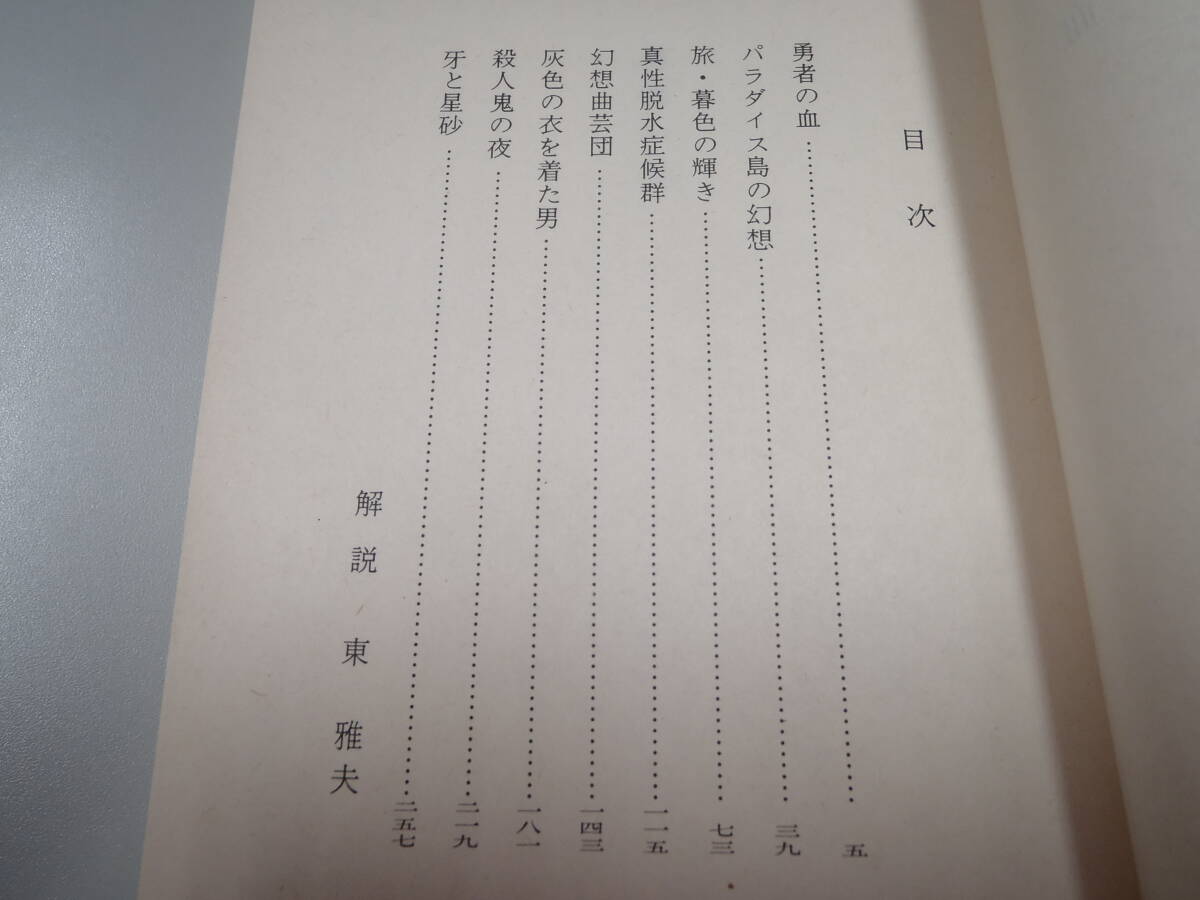 目次
勇者の血……………………五
パラダイス島の幻想……………………三九
旅・暮色の輝き……………………七三
真性脱水症候群……………………一一五
幻想曲芸団……………………一四三
灰色の衣を着た男……………………一八一
殺人鬼の夜……………………二一九
牙と星砂……………………二五七
解説 東雅夫